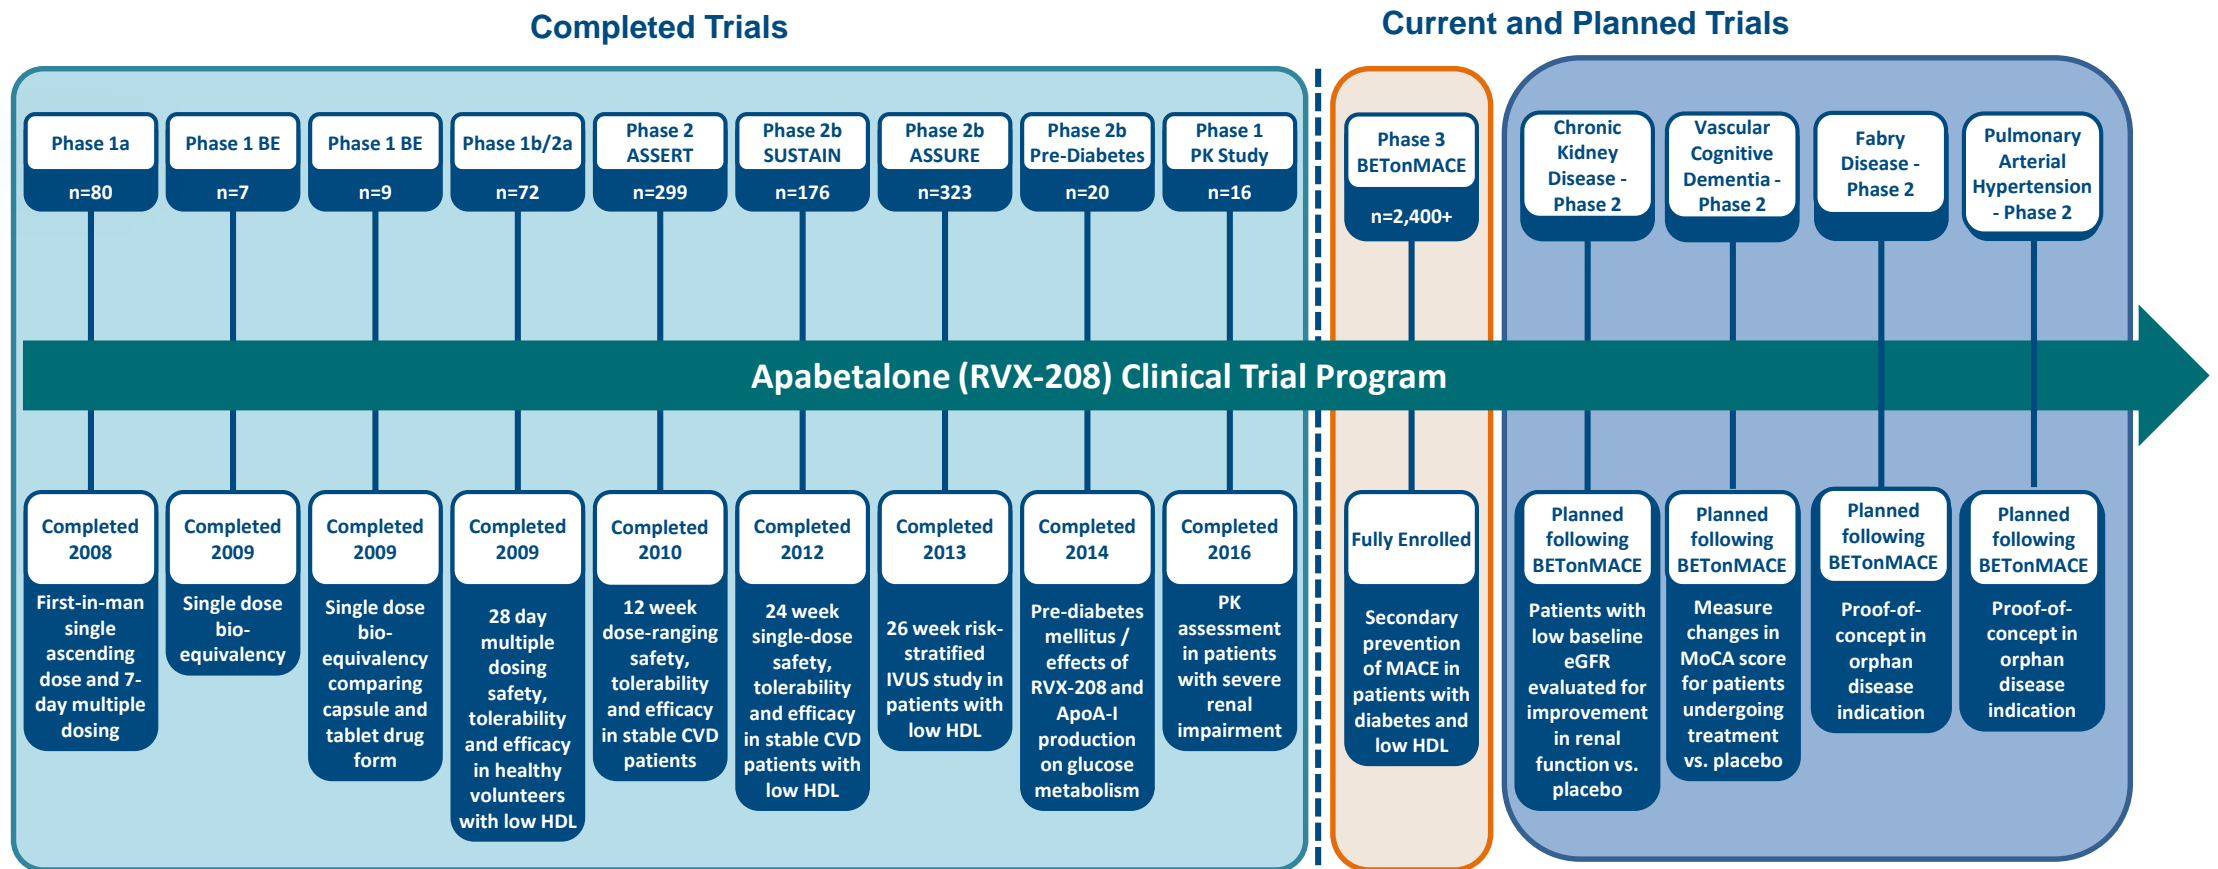 Completed Trials
Current and Planned Trials
Phase 1a
n=80
Phase 1 BE
n=7
Phase 1 BE
n=9
Phase 1b/2a
n=72
Phase 2
ASSERT
n=299
Phase 2b
SUSTAIN
n=176
Phase 2b
ASSURE
n=323
Phase 2b
Pre-Diabetes
n=20
Phase 1
PK Study
n=16
Phase 3
BETonMACE
n=2,400+
Chronic
Kidney
Disease -
Phase 2
Vascular
Cognitive
Dementia -
Phase 2
Fabry
Disease -
Phase 2
Pulmonary
Arterial
Hypertension
- Phase 2
Apabetalone (RVX-208) Clinical Trial Program
Completed
2008
First-in-man
single
ascending
dose and 7-
day multiple
dosing
Completed
2009
Single dose
bio-
equivalency
Completed
2009
Single dose
bio-
equivalency
comparing
capsule and
tablet drug
form
Completed
2009
28 day
multiple
dosing
safety,
tolerability
and efficacy
in healthy
volunteers
with low HDL
Completed
2010
12 week
dose-ranging
safety,
tolerability
and efficacy
in stable CVD
patients
Completed
2012
24 week
single-dose
safety,
tolerability
and efficacy
in stable CVD
patients with
low HDL
Completed
2013
26 week risk-
stratified
IVUS study in
patients with
low HDL
Completed
2014
Pre-diabetes
mellitus /
effects of
RVX-208 and
ApoA-I
production
on glucose
metabolism
Completed
2016
PK
assessment
in patients
with severe
renal
impairment
Fully Enrolled
Secondary
prevention
of MACE in
patients with
diabetes and
low HDL
Planned
following
BETonMACE
Patients with
low baseline
eGFR
evaluated for
improvement
in renal
function vs.
placebo
Planned
following
BETonMACE
Measure
changes in
MoCA score
for patients
undergoing
treatment
vs. placebo
Planned
following
BETonMACE
Proof-of-
concept in
orphan
disease
indication
Planned
following
BETonMACE
Proof-of-
concept in
orphan
disease
indication